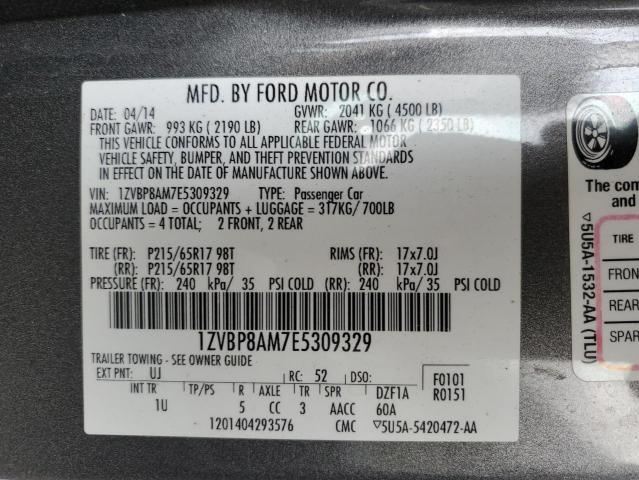 MFD. BY FORD MOTOR CO.
DATE: 04/14 GVWR: 2041 KG ( 4500 LB)
FRONT GAWR: 993 KG ( 2190 LB) REAR GAWR: 1066 KG ( 2350 LB)
THIS VEHICLE CONFORMS TO ALL APPLICABLE FEDERAL MOTOR
VEHICLE SAFETY, BUMPER, AND THEFT PREVENTION STANDARDS
IN EFFECT ON THE DATE OF MANUFACTURE SHOWN ABOVE.
VIN: 1ZVBP8AM7E5309329 TYPE: Passenger Car
MAXIMUM LOAD = OCCUPANTS + LUGGAGE = 317KG/ 700LB
OCCUPANTS = 4 TOTAL; 2 FRONT, 2 REAR
TIRE (FR): P215/65R17 98T RIMS (FR): 17x7.0J
(RR): P215/65R17 98T (RR): 17x7.0J
PRESSURE (FR): 240 kPa/ 35 PSI COLD (RR): 240 kPa/ 35 PSI COLD
1ZVBP8AM7E5309329
TRAILER TOWING - SEE OWNER GUIDE
EXT PNT: UJ RC: 52 DSO: F0101
INT TR TP/PS R AXLE TR SPR DZF1A R0151
1U 5 CC 3 AACC 60A
1201404293576 CMC ▽5U5A-5420472-AA
▽5U5A-1532-AA (TLU)
The com
and
TIRE
FRON
REAR
SPAR